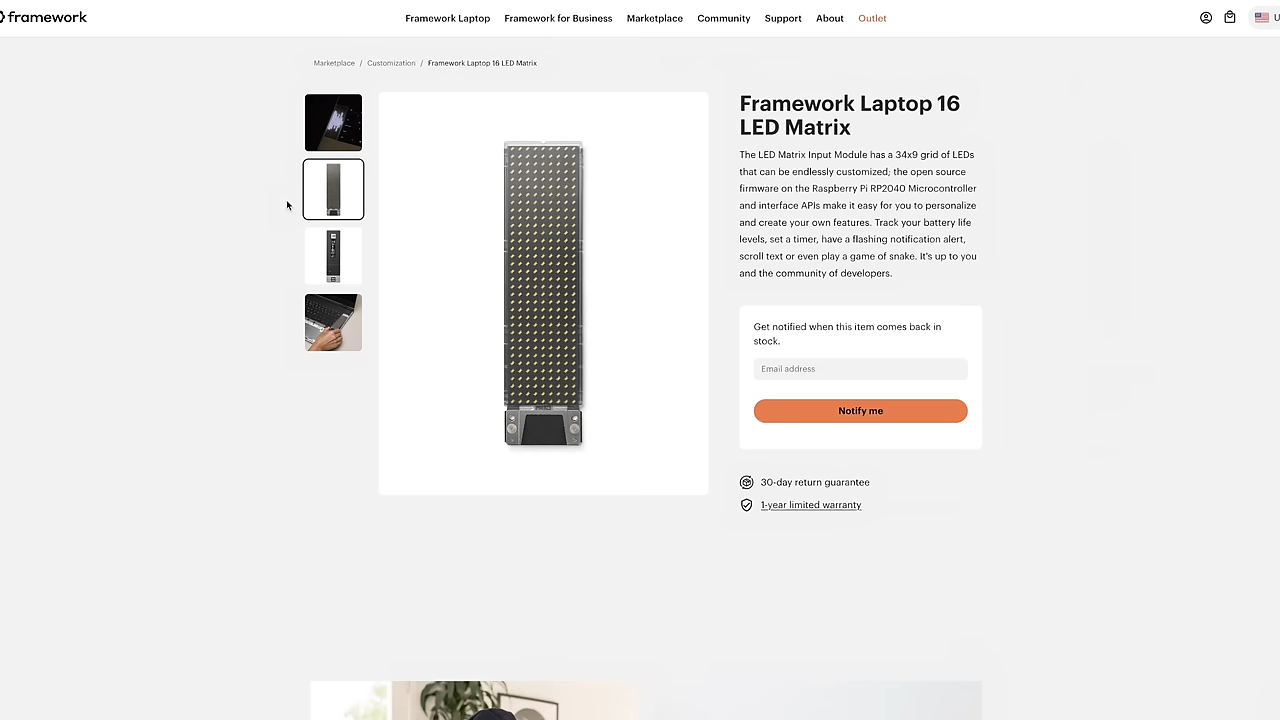 framework
Framework Laptop
Framework for Business
Marketplace
Community
Support
About
Outlet
U
Marketplace / Customization / Framework Laptop 16 LED Matrix
Framework Laptop 16
LED Matrix
The LED Matrix Input Module has a 34x9 grid of LEDs
that can be endlessly customized; the open source
firmware on the Raspberry Pi RP2040 Microcontroller
and interface APIs make it easy for you to personalize
and create your own features. Track your battery life
levels, set a timer, have a flashing notification alert,
scroll text or even play a game of snake. It's up to you
and the community of developers.
Get notified when this item comes back in
stock.
Email address
Notify me
30-day return guarantee
1-year limited warranty